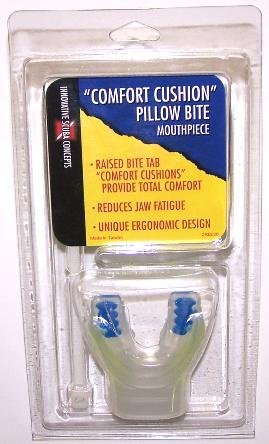 INNOVATIVE SCUBA CONCEPTS
"COMFORT CUSHION"
PILLOW BITE
MOUTHPIECE
• RAISED BITE TAB
"COMFORT CUSHIONS"
PROVIDE TOTAL COMFORT
• REDUCES JAW FATIGUE
• UNIQUE ERGONOMIC DESIGN
Made in Taiwan